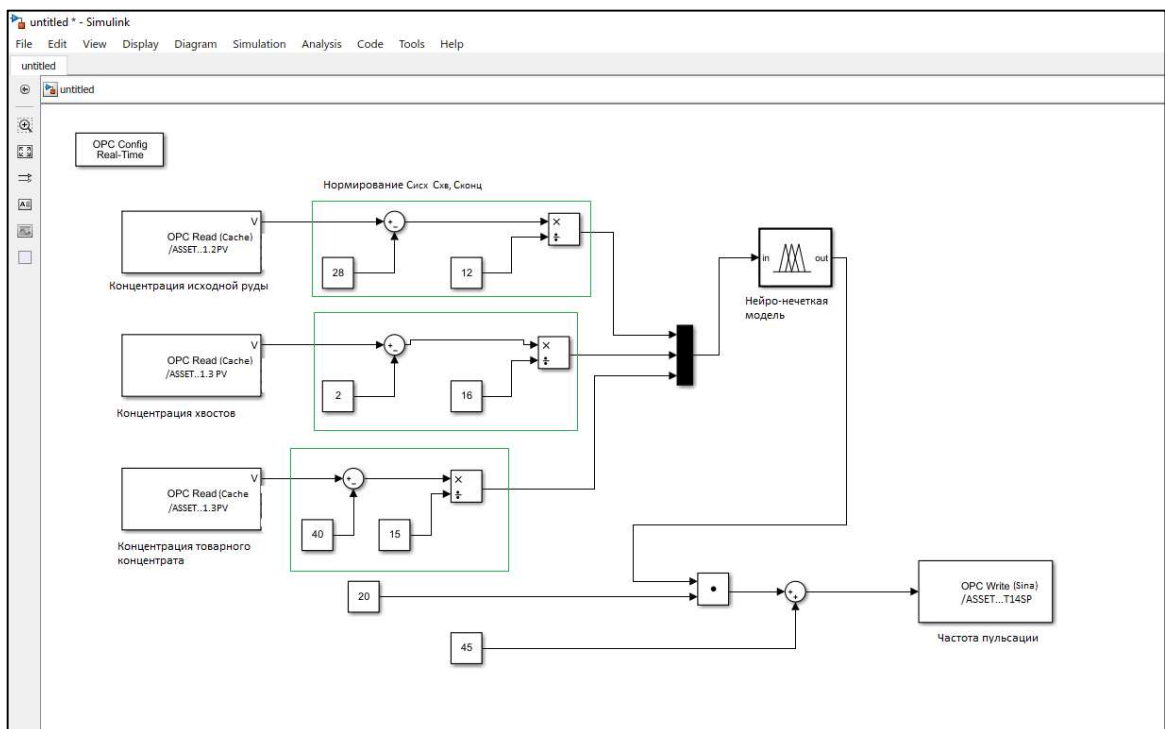 untitled * - Simulink
File Edit View Display Diagram Simulation Analysis Code Tools Help
untitled
untitled
OPC Config
Real-Time
Нормирование Cисх Cхв, Cконц
V
OPC Read (Cache)
/ASSET..1.2PV
Концентрация исходной руды
28
12
×
÷
in
out
Нейро-нечеткая
модель
V
OPC Read (Cache)
/ASSET..1.3 PV
Концентрация хвостов
2
16
×
÷
V
OPC Read (Cache
/ASSET..1.3PV
Концентрация товарного
концентрата
40
15
×
÷
20
45
OPC Write (Sina)
/ASSET...T14SP
Частота пульсации